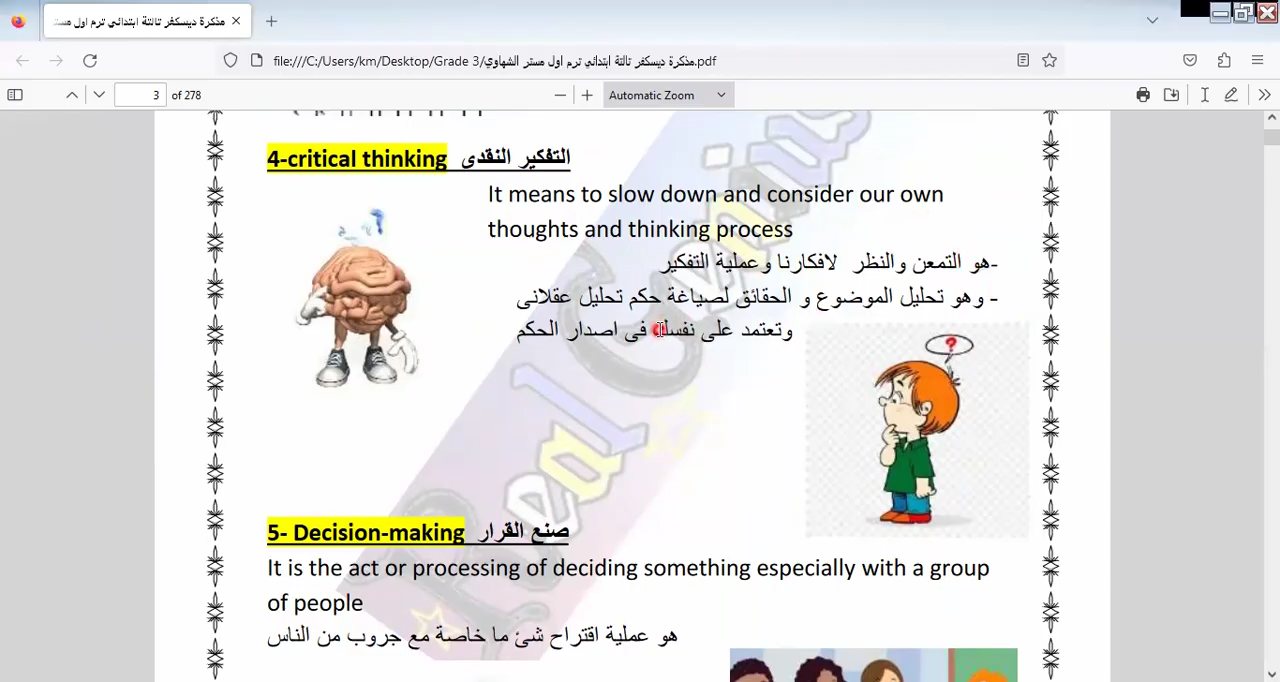 مذكرة ديسكفر تالتة ابتدائي ترم اول مستر
file:///C:/Users/km/Desktop/Grade 3/مذكرة ديسكفر تالتة ابتدائي ترم اول مستر الشهاوي.pdf
3 of 278
Automatic Zoom
4-critical thinking التفكير النقدى
It means to slow down and consider our own
thoughts and thinking process
-هو التمعن والنظر لافكارنا وعملية التفكير
- وهو تحليل الموضوع و الحقائق لصياغة حكم تحليل عقلانى
وتعتمد على نفسك فى اصدار الحكم
Real Genius
5- Decision-making صنع القرار
It is the act or processing of deciding something especially with a group
of people
هو عملية اقتراح شئ ما خاصة مع جروب من الناس